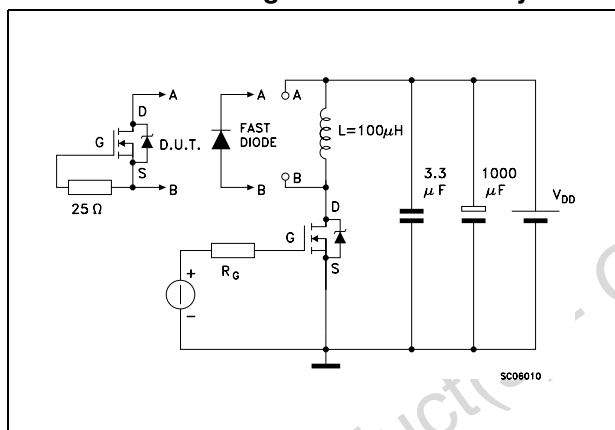 A
D
G
D.U.T.
S
B
25 Ω
A
FAST
DIODE
B
A
B
L=100μH
D
G
S
RG
+
-
3.3
μF
1000
μF
VDD
SC06010